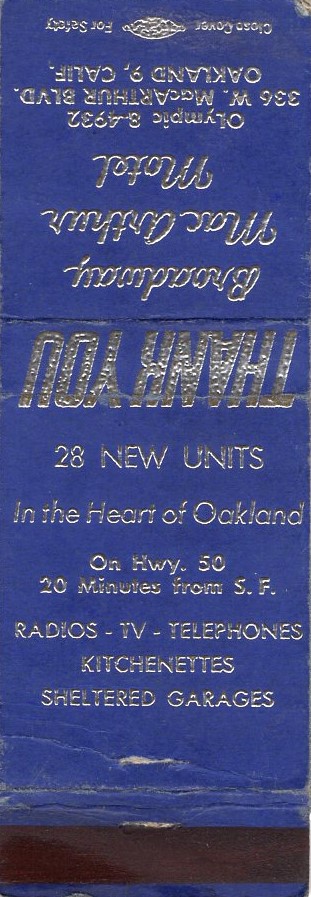 Broadway
MacArthur
Motel
Olympic 8-4932
336 W. MacARTHUR BLVD.
OAKLAND 9, CALIF.
Close Cover For Safety
THANK YOU
28 NEW UNITS
In the Heart of Oakland
On Hwy. 50
20 Minutes from S. F.
RADIOS - TV - TELEPHONES
KITCHENETTES
SHELTERED GARAGES